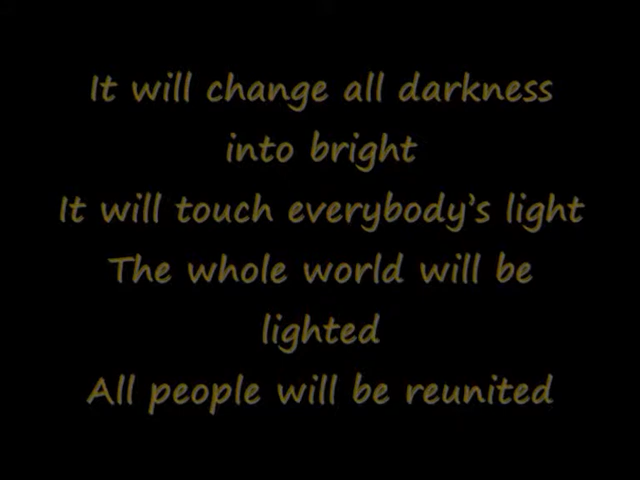 It will change all darkness
into bright
It will touch everybody's light
The whole world will be
lighted
All people will be reunited